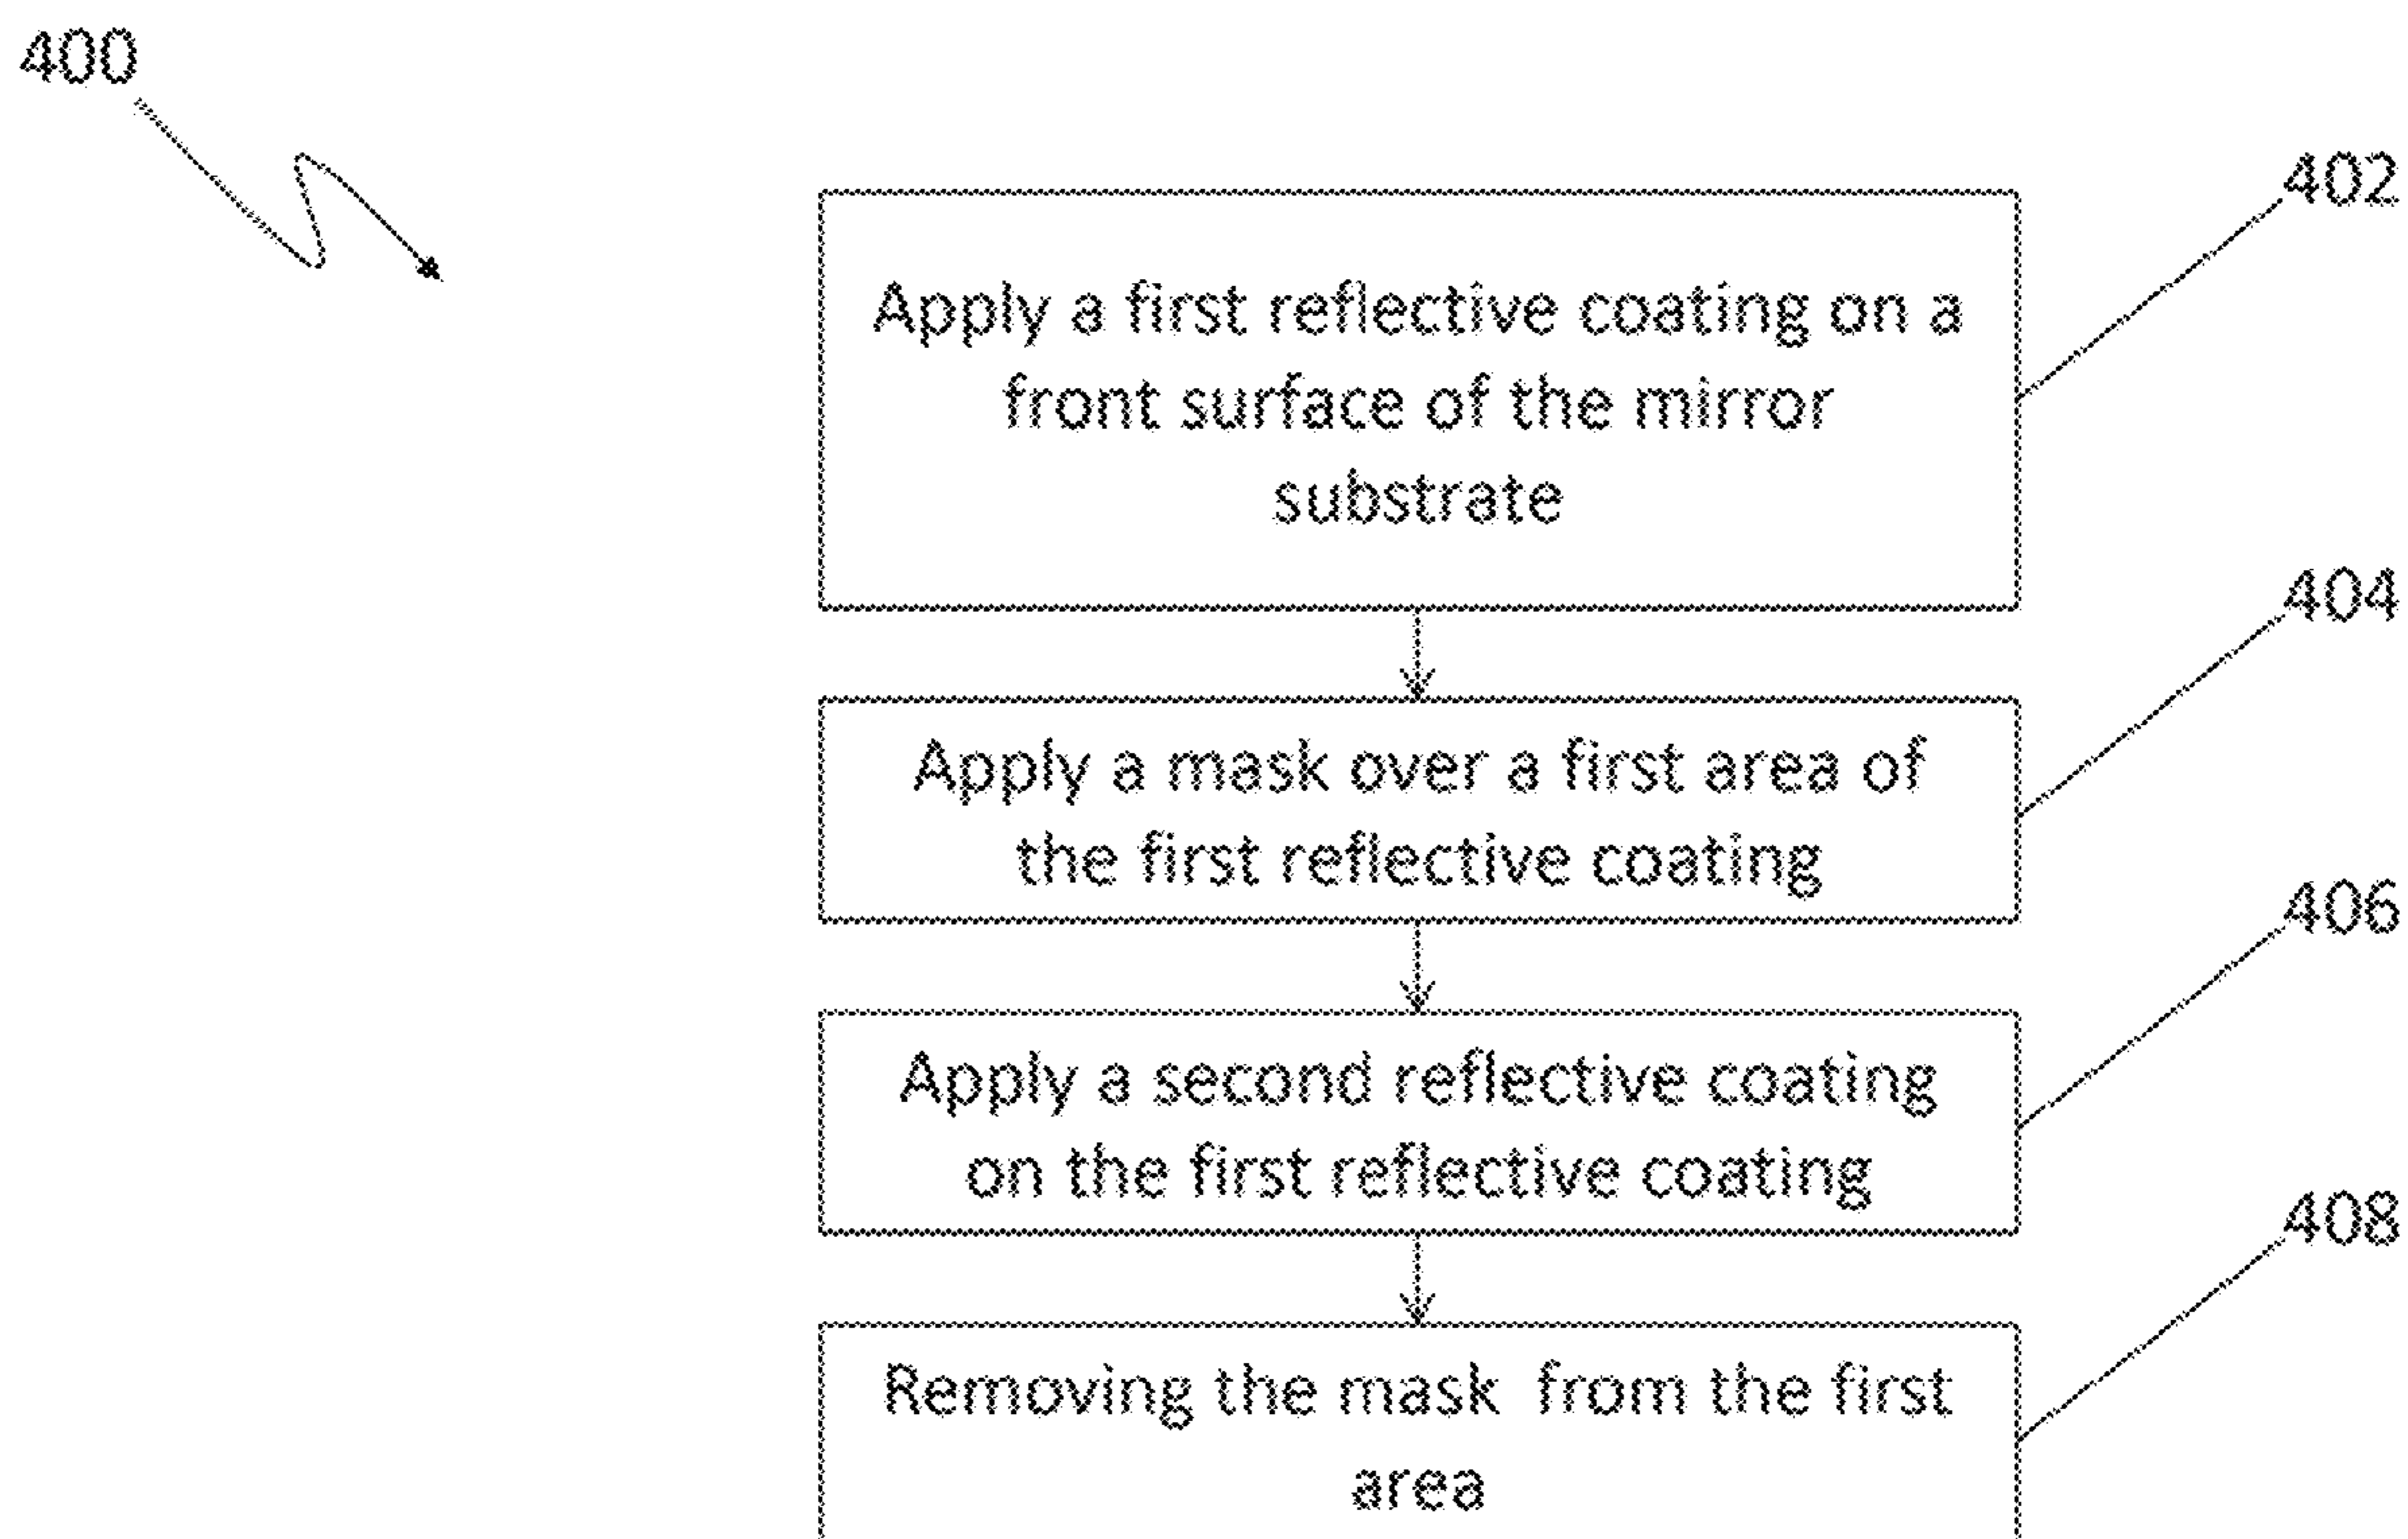 400
402
Apply a first reflective coating on a
front surface of the mirror
substrate
404
Apply a mask over a first area of
the first reflective coating
406
Apply a second reflective coating
on the first reflective coating
408
Removing the mask from the first
area